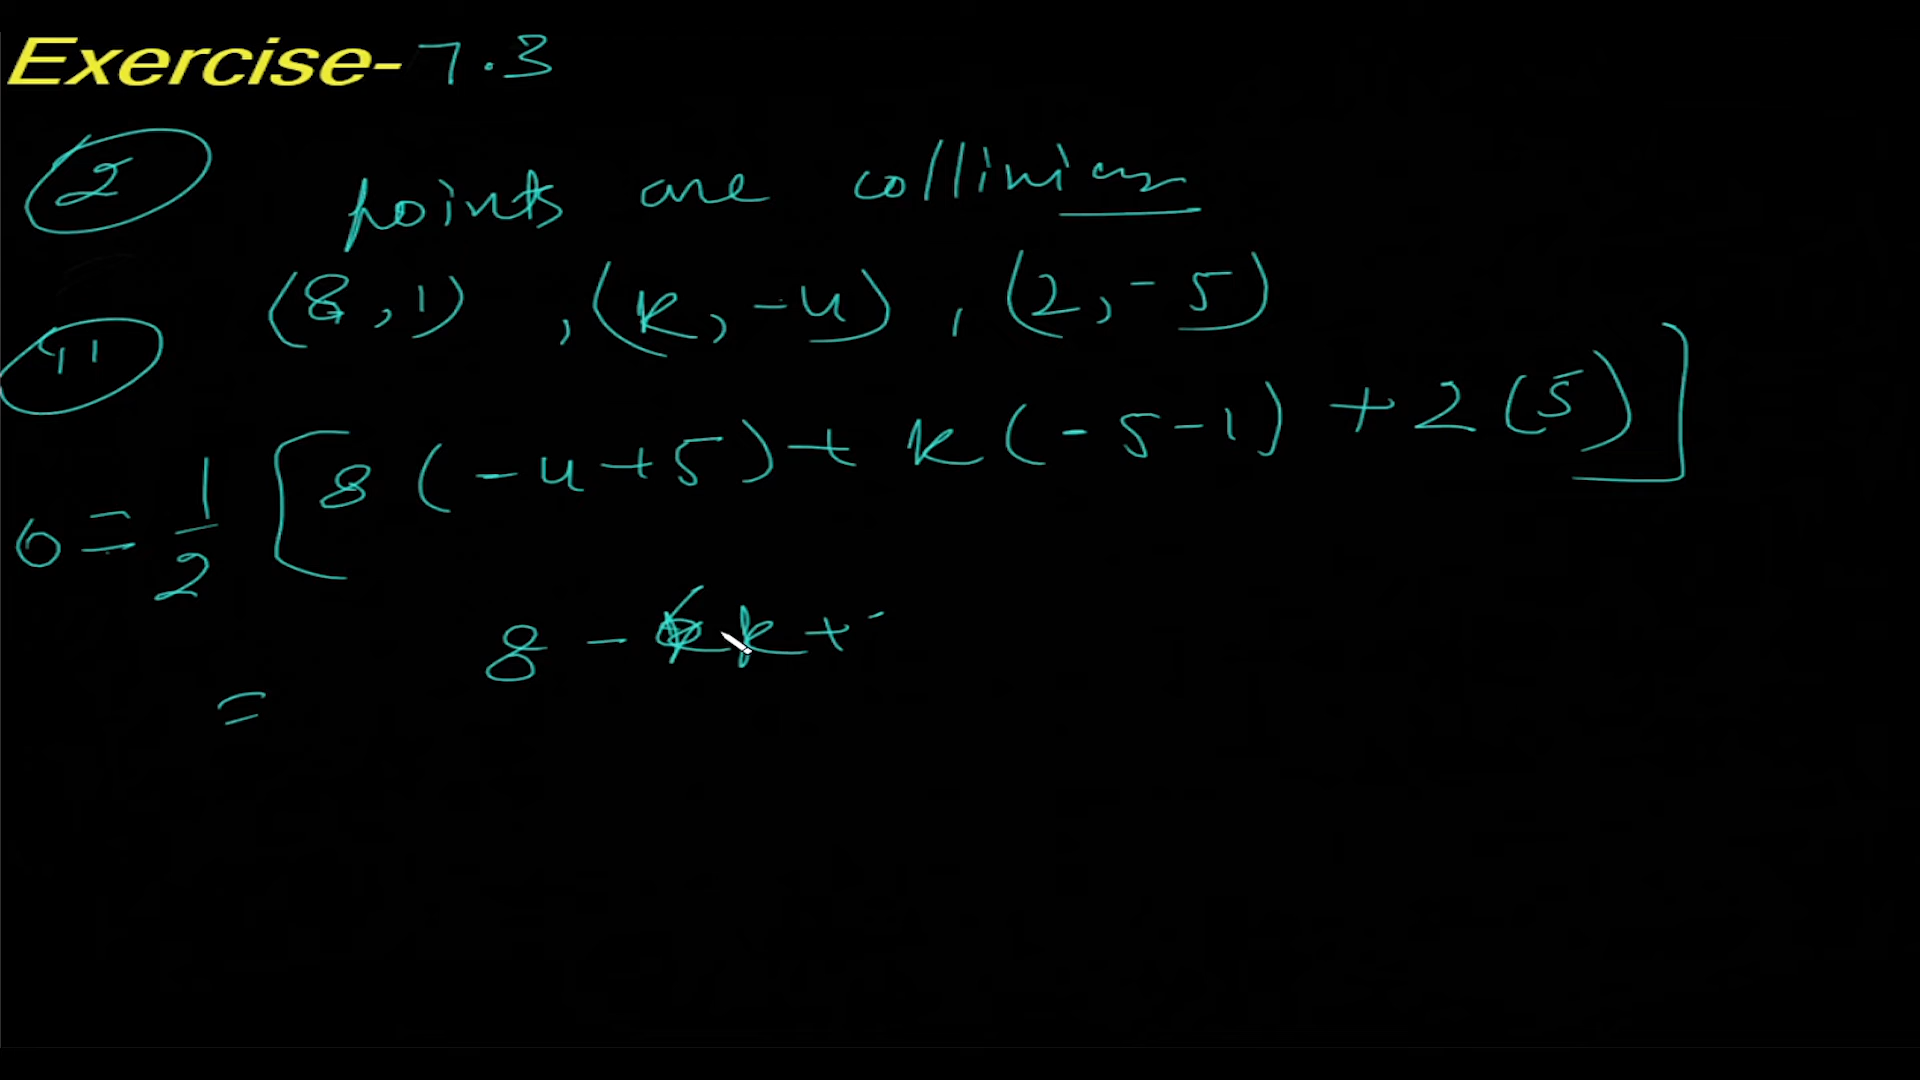 Exercise- 7.3
2 points are collinier
(8,1) , (k, -4) , (2, -5)
11
0 = 1/2 [8(-4+5) + k(-5-1) + 2(5)]
8 - 6k +
=